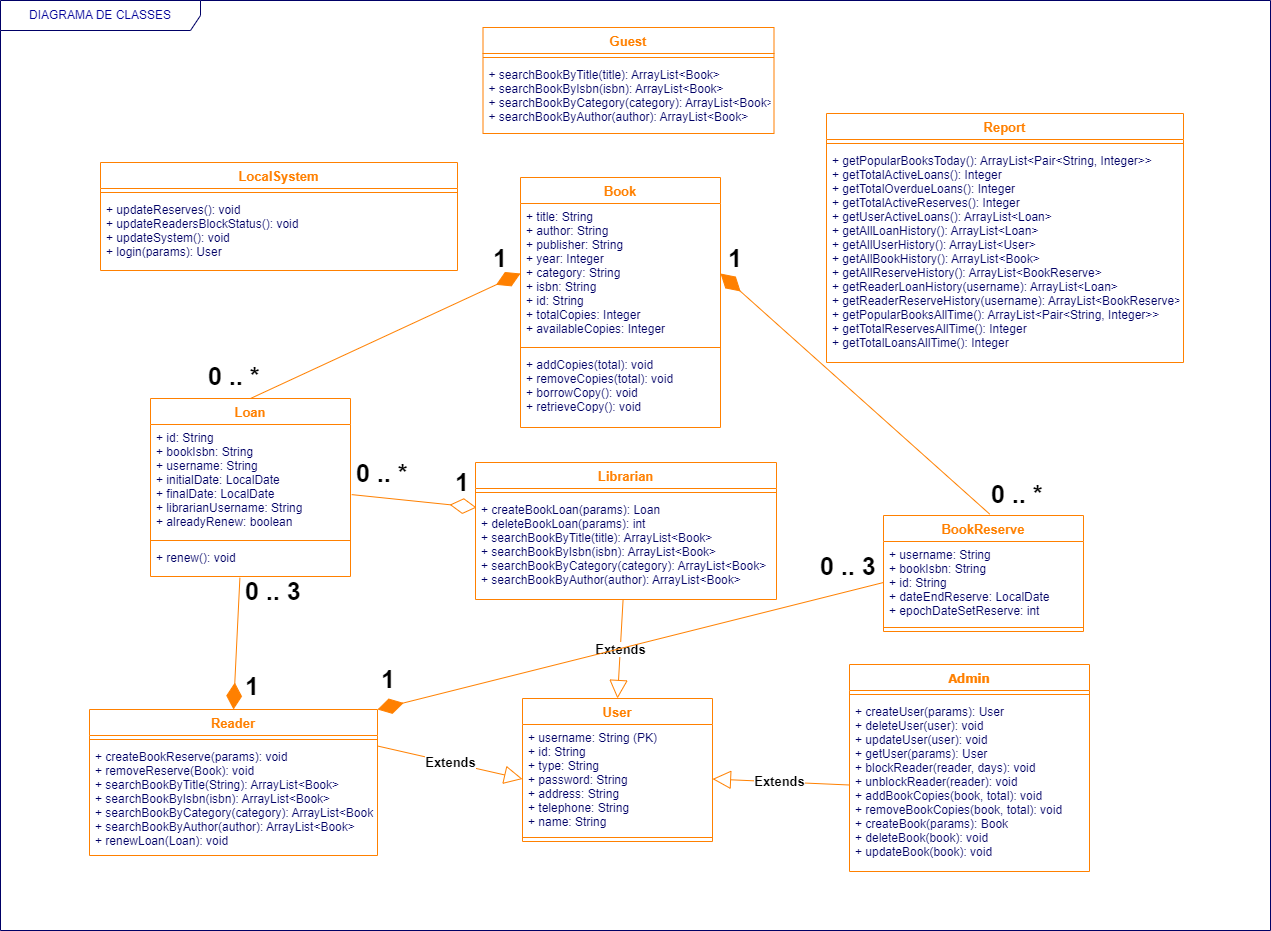 DIAGRAMA DE CLASSES
Guest
+ searchBookByTitle(title): ArrayList<Book>
+ searchBookByIsbn(isbn): ArrayList<Book>
+ searchBookByCategory(category): ArrayList<Book>
+ searchBookByAuthor(author): ArrayList<Book>
Report
+ getPopularBooksToday(): ArrayList<Pair<String, Integer>>
+ getTotalActiveLoans(): Integer
+ getTotalOverdueLoans(): Integer
+ getTotalActiveReserves(): Integer
+ getUserActiveLoans(): ArrayList<Loan>
+ getAllLoanHistory(): ArrayList<Loan>
+ getAllUserHistory(): ArrayList<User>
+ getAllBookHistory(): ArrayList<Book>
+ getAllReserveHistory(): ArrayList<BookReserve>
+ getReaderLoanHistory(username): ArrayList<Loan>
+ getReaderReserveHistory(username): ArrayList<BookReserve>
+ getPopularBooksAllTime(): ArrayList<Pair<String, Integer>>
+ getTotalReservesAllTime(): Integer
+ getTotalLoansAllTime(): Integer
LocalSystem
+ updateReserves(): void
+ updateReadersBlockStatus(): void
+ updateSystem(): void
+ login(params): User
Book
+ title: String
+ author: String
+ publisher: String
+ year: Integer
+ category: String
+ isbn: String
+ id: String
+ totalCopies: Integer
+ availableCopies: Integer
+ addCopies(total): void
+ removeCopies(total): void
+ borrowCopy(): void
+ retrieveCopy(): void
1
1
0 .. *
Loan
+ id: String
+ bookIsbn: String
+ username: String
+ initialDate: LocalDate
+ finalDate: LocalDate
+ librarianUsername: String
+ alreadyRenew: boolean
+ renew(): void
0 .. *
1
Librarian
+ createBookLoan(params): Loan
+ deleteBookLoan(params): int
+ searchBookByTitle(title): ArrayList<Book>
+ searchBookByIsbn(isbn): ArrayList<Book>
+ searchBookByCategory(category): ArrayList<Book>
+ searchBookByAuthor(author): ArrayList<Book>
0 .. *
BookReserve
+ username: String
+ bookIsbn: String
+ id: String
+ dateEndReserve: LocalDate
+ epochDateSetReserve: int
0 .. 3
0 .. 3
Extends
1
1
Reader
+ createBookReserve(params): void
+ removeReserve(Book): void
+ searchBookByTitle(String): ArrayList<Book>
+ searchBookByIsbn(isbn): ArrayList<Book>
+ searchBookByCategory(category): ArrayList<Book
+ searchBookByAuthor(author): ArrayList<Book>
+ renewLoan(Loan): void
Extends
User
+ username: String (PK)
+ id: String
+ type: String
+ password: String
+ address: String
+ telephone: String
+ name: String
Extends
Admin
+ createUser(params): User
+ deleteUser(user): void
+ updateUser(user): void
+ getUser(params): User
+ blockReader(reader, days): void
+ unblockReader(reader): void
+ addBookCopies(book, total): void
+ removeBookCopies(book, total): void
+ createBook(params): Book
+ deleteBook(book): void
+ updateBook(book): void